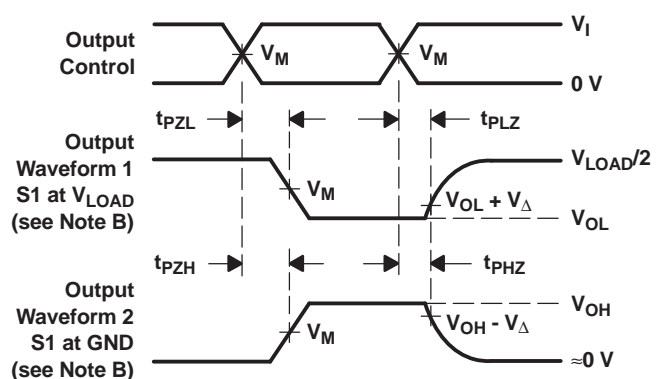 Output
Control
V_M
V_M
V_I
0 V
t_PZL
t_PLZ
Output
Waveform 1
S1 at V_LOAD
(see Note B)
V_M
V_LOAD/2
V_OL + V_Δ
V_OL
t_PZH
t_PHZ
Output
Waveform 2
S1 at GND
(see Note B)
V_M
V_OH
V_OH - V_Δ
≈0 V